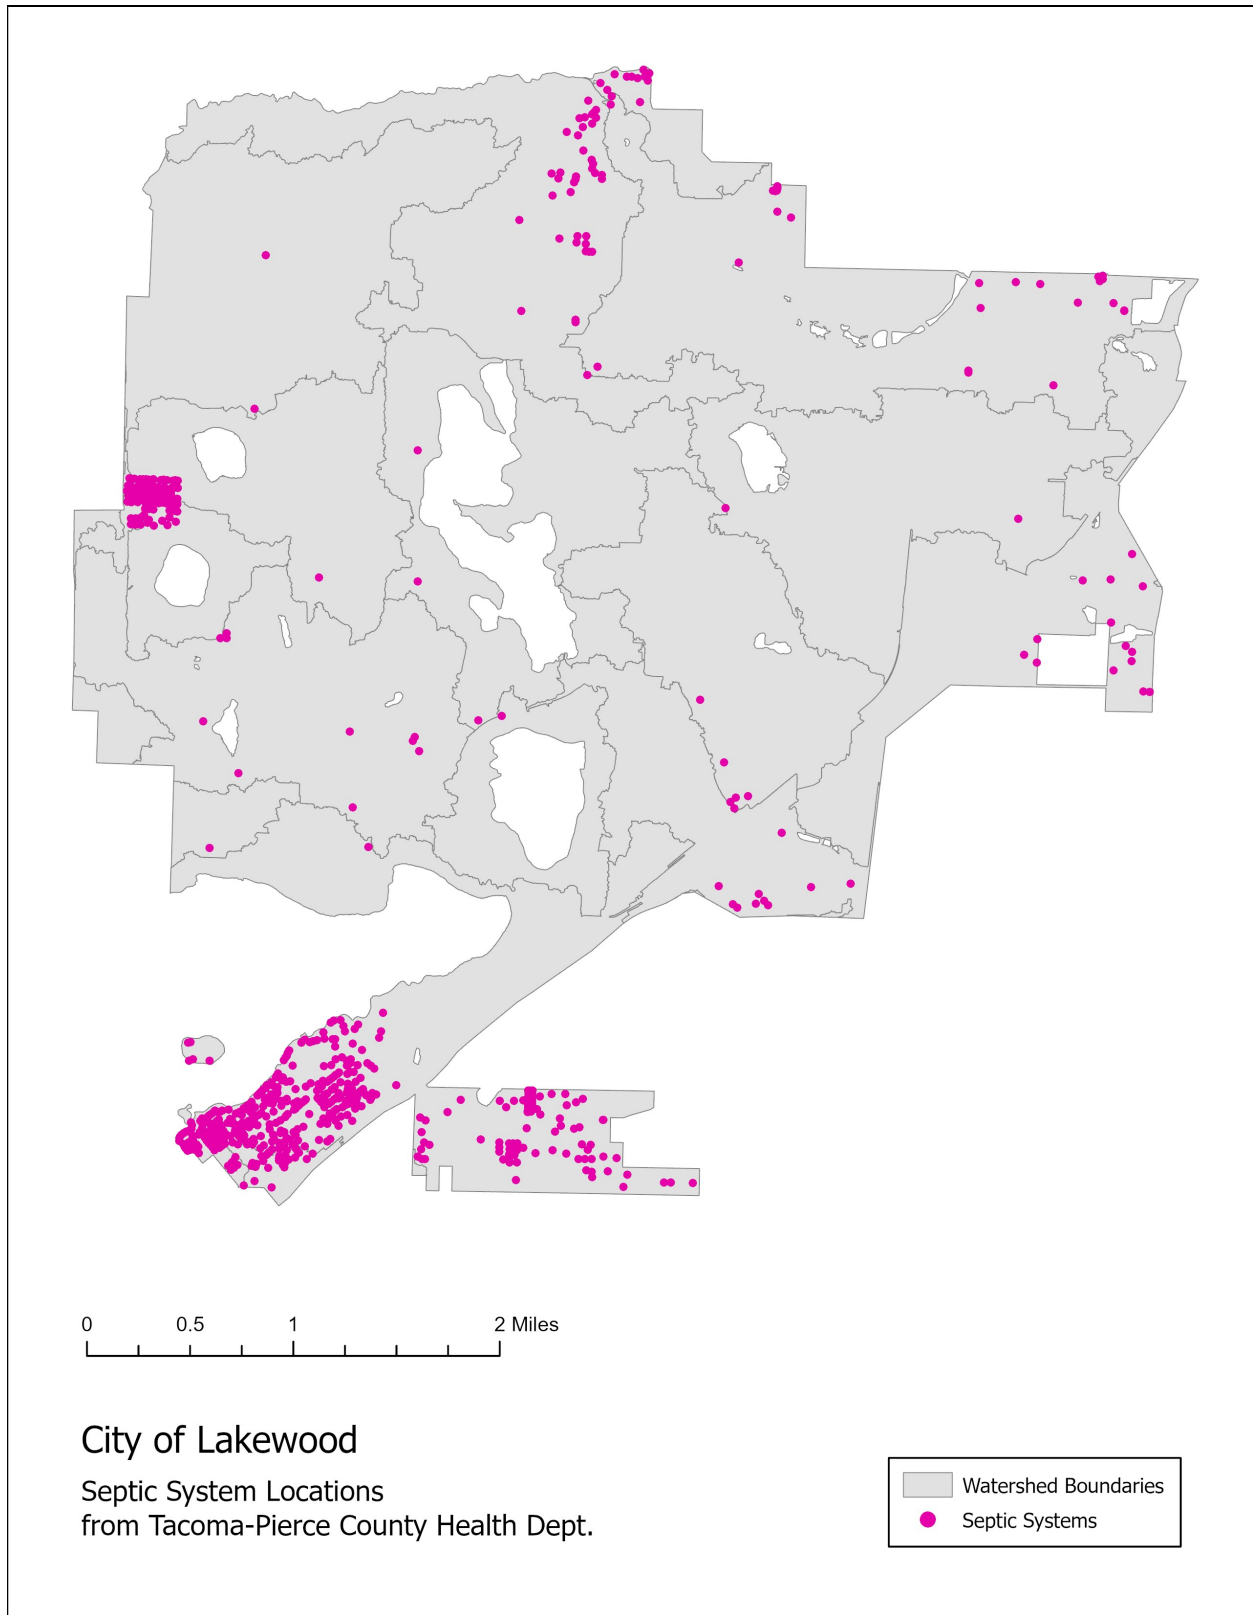 0 0.5 1 2 Miles
City of Lakewood
Septic System Locations
from Tacoma-Pierce County Health Dept.
Watershed Boundaries
Septic Systems